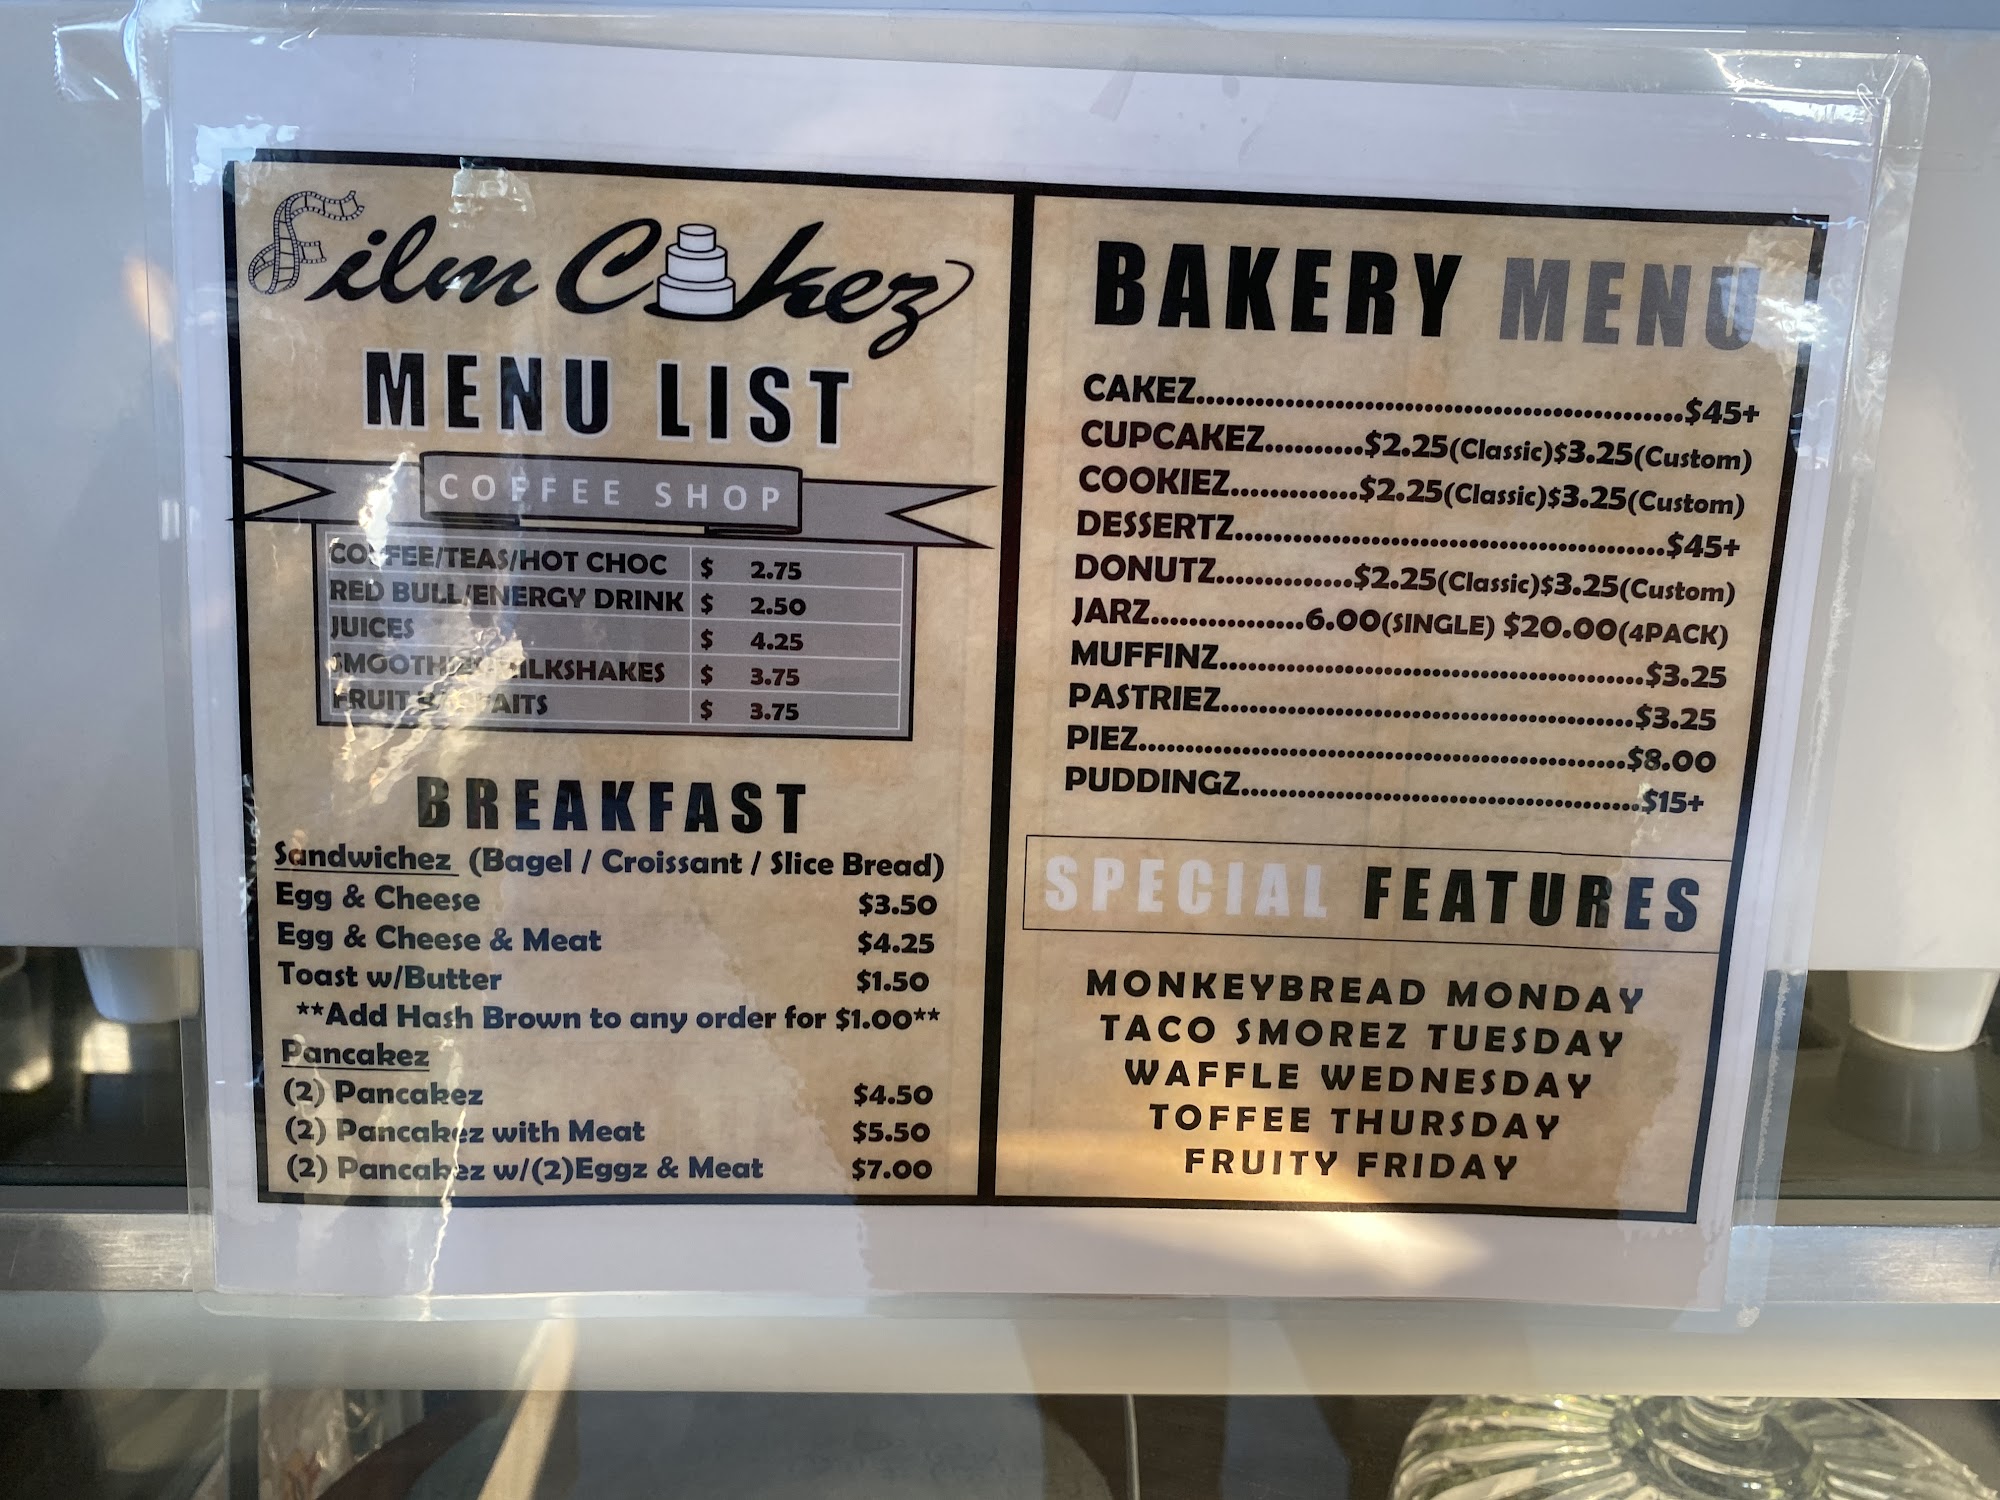 Film Cakez
MENU LIST
COFFEE SHOP
COFFEE/TEAS/HOT CHOC $ 2.75
RED BULL/ENERGY DRINK $ 2.50
JUICES $ 4.25
SMOOTHIES/MILKSHAKES $ 3.75
FRUIT PARFAITS $ 3.75
BREAKFAST
Sandwichez (Bagel / Croissant / Slice Bread)
Egg & Cheese $3.50
Egg & Cheese & Meat $4.25
Toast w/Butter $1.50
**Add Hash Brown to any order for $1.00**
Pancakez
(2) Pancakez $4.50
(2) Pancakez with Meat $5.50
(2) Pancakez w/(2)Eggz & Meat $7.00
BAKERY MENU
CAKEZ..................................................$45+
CUPCAKEZ..........$2.25(Classic)$3.25(Custom)
COOKIEZ.............$2.25(Classic)$3.25(Custom)
DESSERTZ............................................$45+
DONUTZ..............$2.25(Classic)$3.25(Custom)
JARZ................6.00(SINGLE) $20.00(4PACK)
MUFFINZ............................................$3.25
PASTRIEZ..........................................$3.25
PIEZ..................................................$8.00
PUDDINGZ.........................................$15+
SPECIAL FEATURES
MONKEYBREAD MONDAY
TACO SMOREZ TUESDAY
WAFFLE WEDNESDAY
TOFFEE THURSDAY
FRUITY FRIDAY